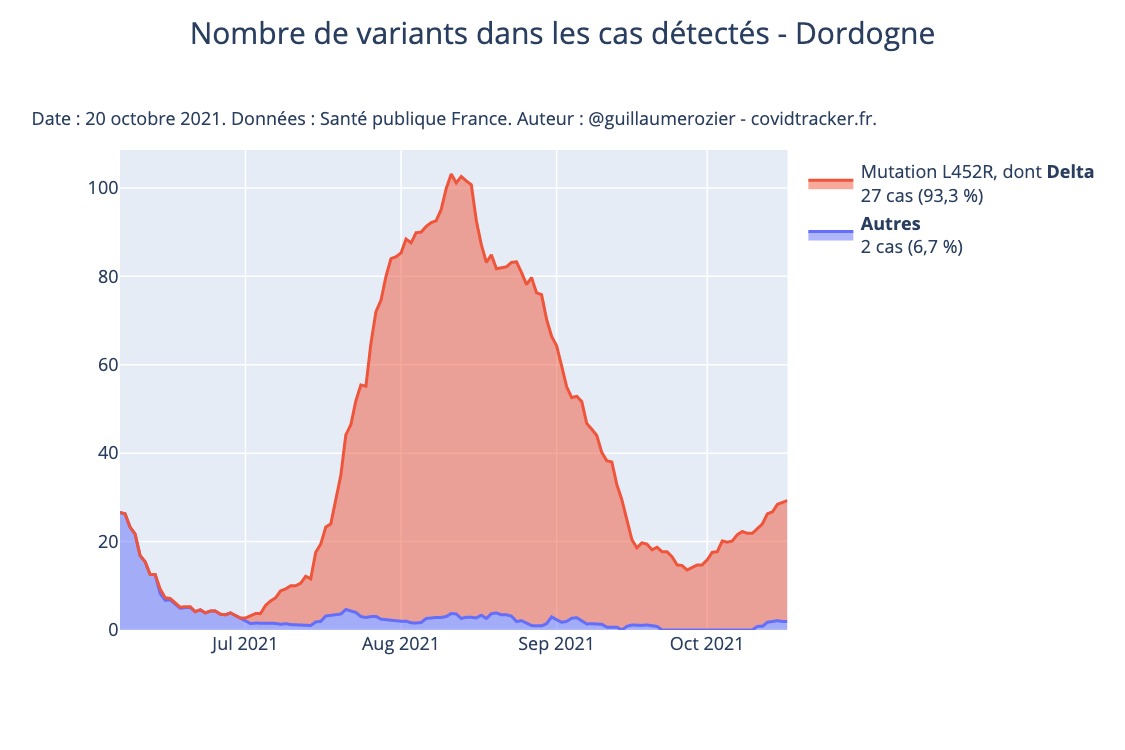 Nombre de variants dans les cas détectés - Dordogne
Date : 20 octobre 2021. Données : Santé publique France. Auteur : @guillaumerozier - covidtracker.fr.
Mutation L452R, dont Delta
27 cas (93,3 %)
Autres
2 cas (6,7 %)
100
80
60
40
20
0
Jul 2021
Aug 2021
Sep 2021
Oct 2021